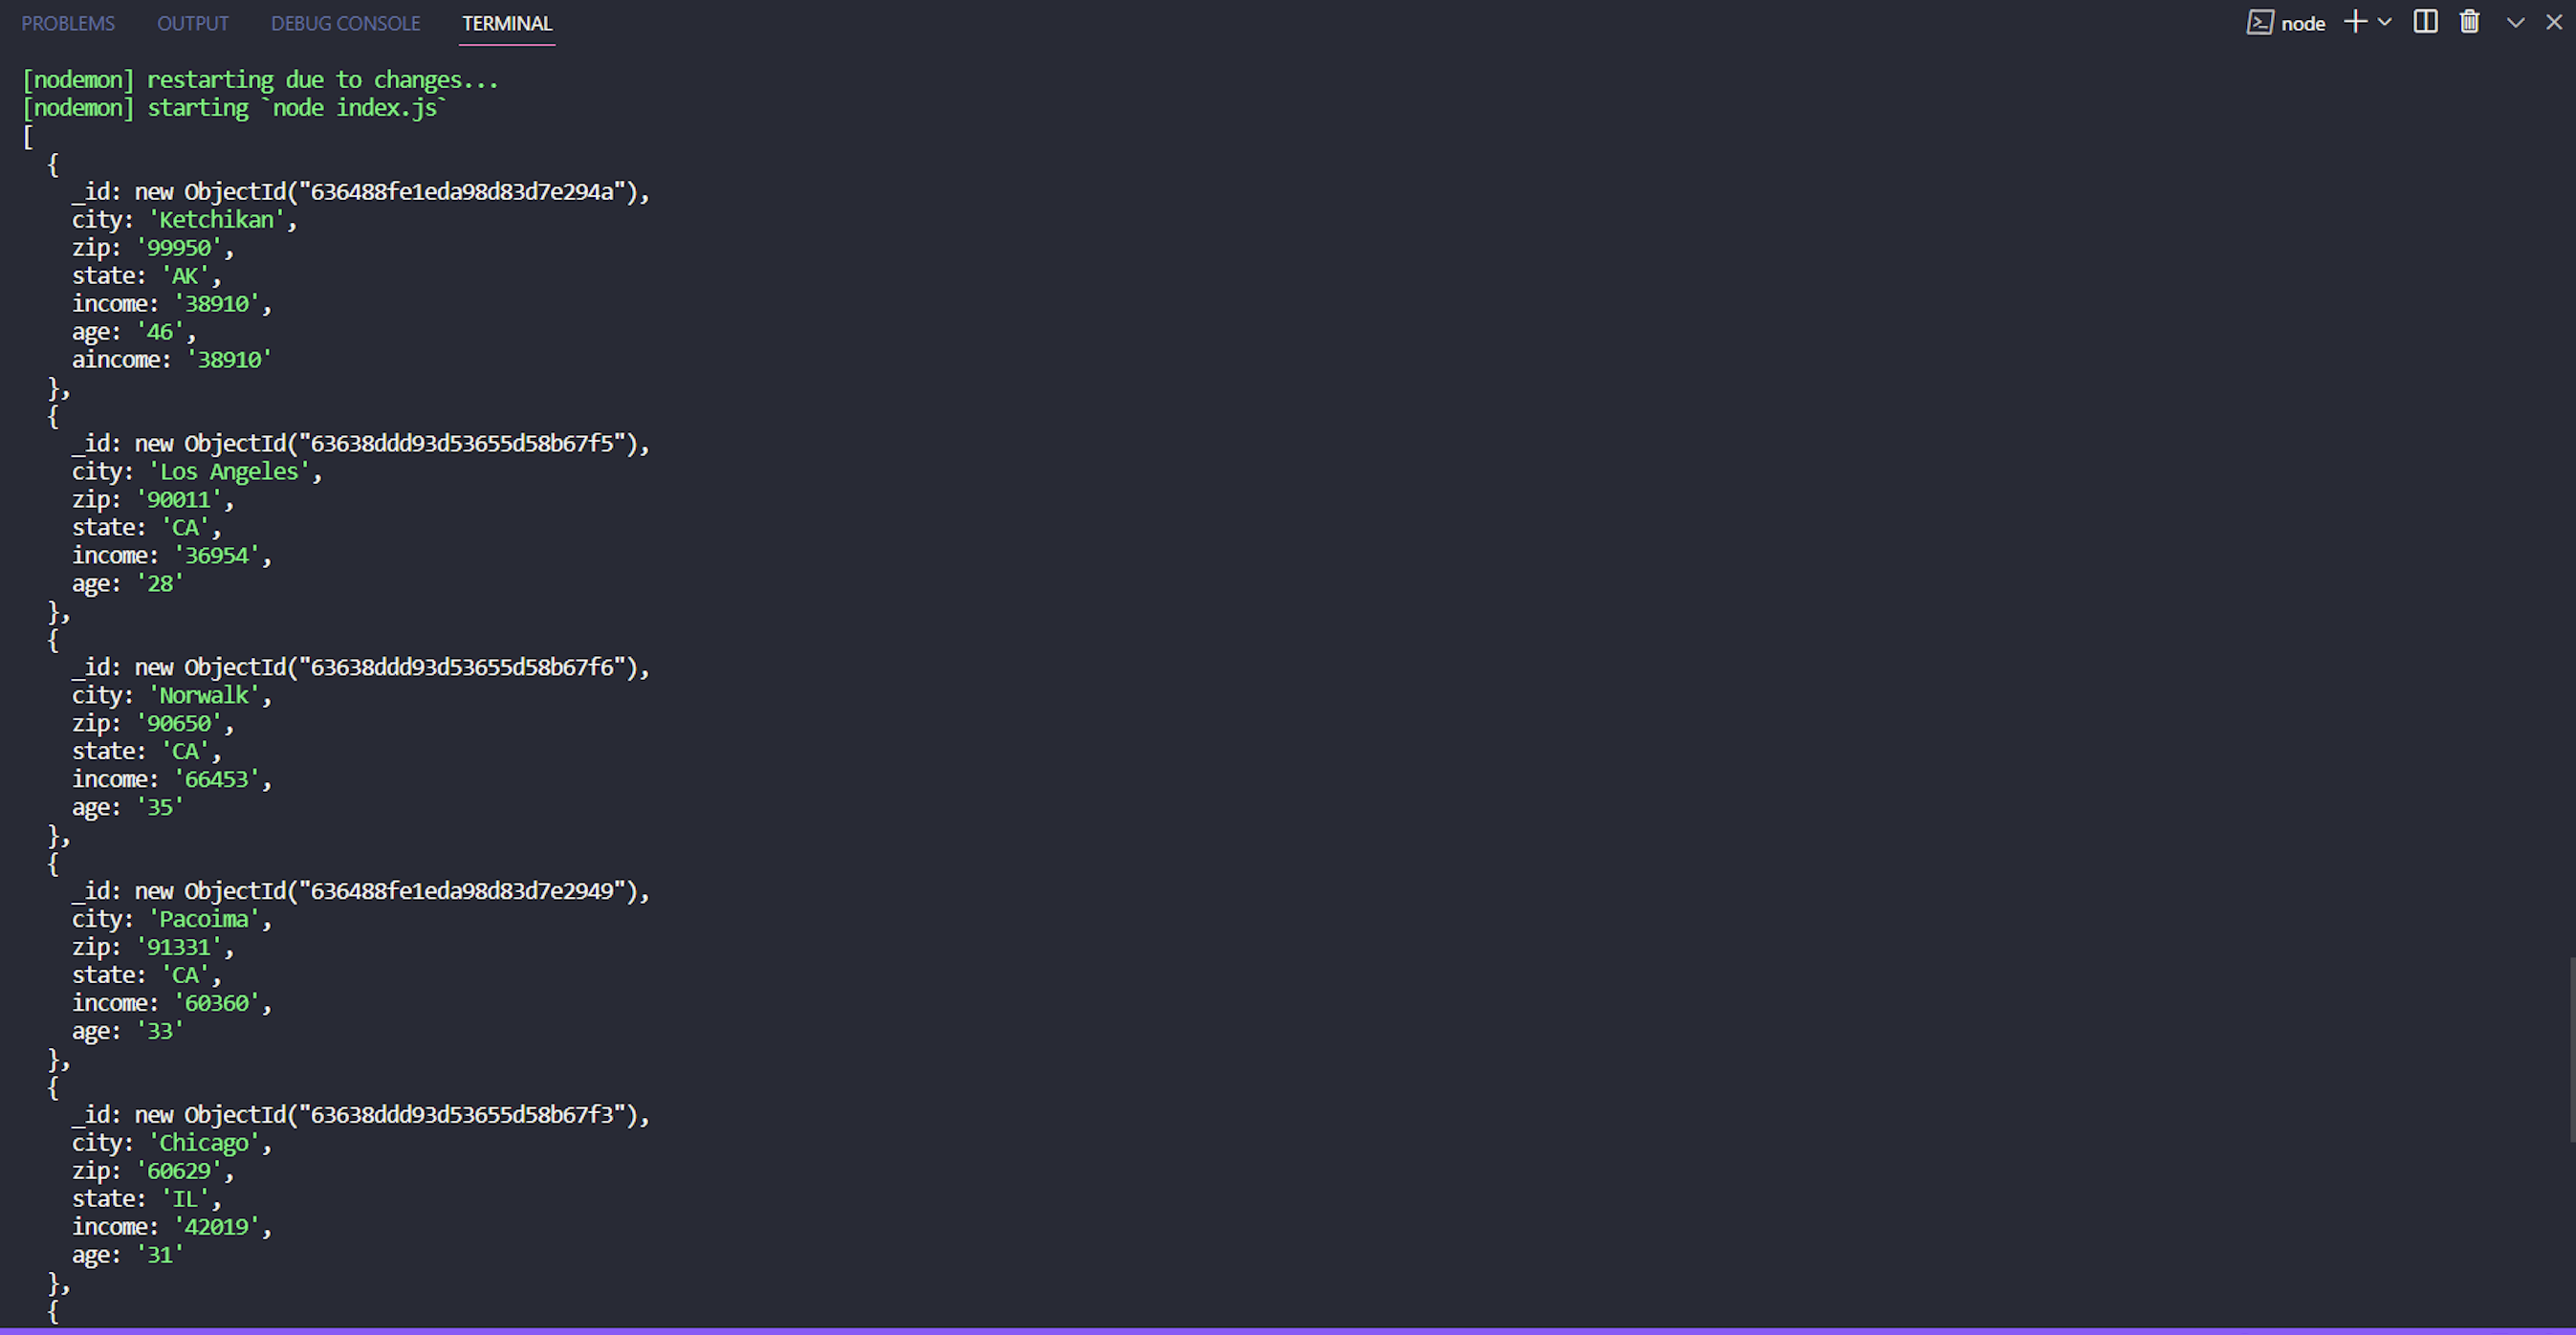 PROBLEMS OUTPUT DEBUG CONSOLE TERMINAL node
[nodemon] restarting due to changes...
[nodemon] starting `node index.js`
[
  {
    _id: new ObjectId("636488fe1eda98d83d7e294a"),
    city: 'Ketchikan',
    zip: '99950',
    state: 'AK',
    income: '38910',
    age: '46',
    aincome: '38910'
  },
  {
    _id: new ObjectId("63638ddd93d53655d58b67f5"),
    city: 'Los Angeles',
    zip: '90011',
    state: 'CA',
    income: '36954',
    age: '28'
  },
  {
    _id: new ObjectId("63638ddd93d53655d58b67f6"),
    city: 'Norwalk',
    zip: '90650',
    state: 'CA',
    income: '66453',
    age: '35'
  },
  {
    _id: new ObjectId("636488fe1eda98d83d7e2949"),
    city: 'Pacoima',
    zip: '91331',
    state: 'CA',
    income: '60360',
    age: '33'
  },
  {
    _id: new ObjectId("63638ddd93d53655d58b67f3"),
    city: 'Chicago',
    zip: '60629',
    state: 'IL',
    income: '42019',
    age: '31'
  },
  {